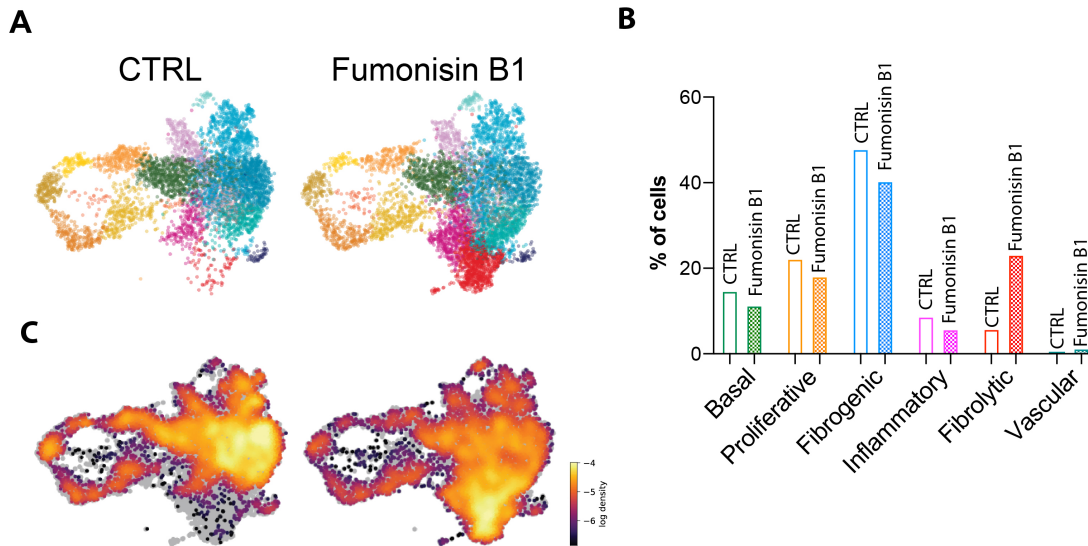 A
CTRL
Fumonisin B1
B
% of cells
60
40
20
0
CTRL
Fumonisin B1
CTRL
Fumonisin B1
CTRL
Fumonisin B1
CTRL
Fumonisin B1
CTRL
Fumonisin B1
CTRL
Fumonisin B1
Basal
Proliferative
Fibrogenic
Inflammatory
Fibrolytic
Vascular
C
−4
−5
−6
log density